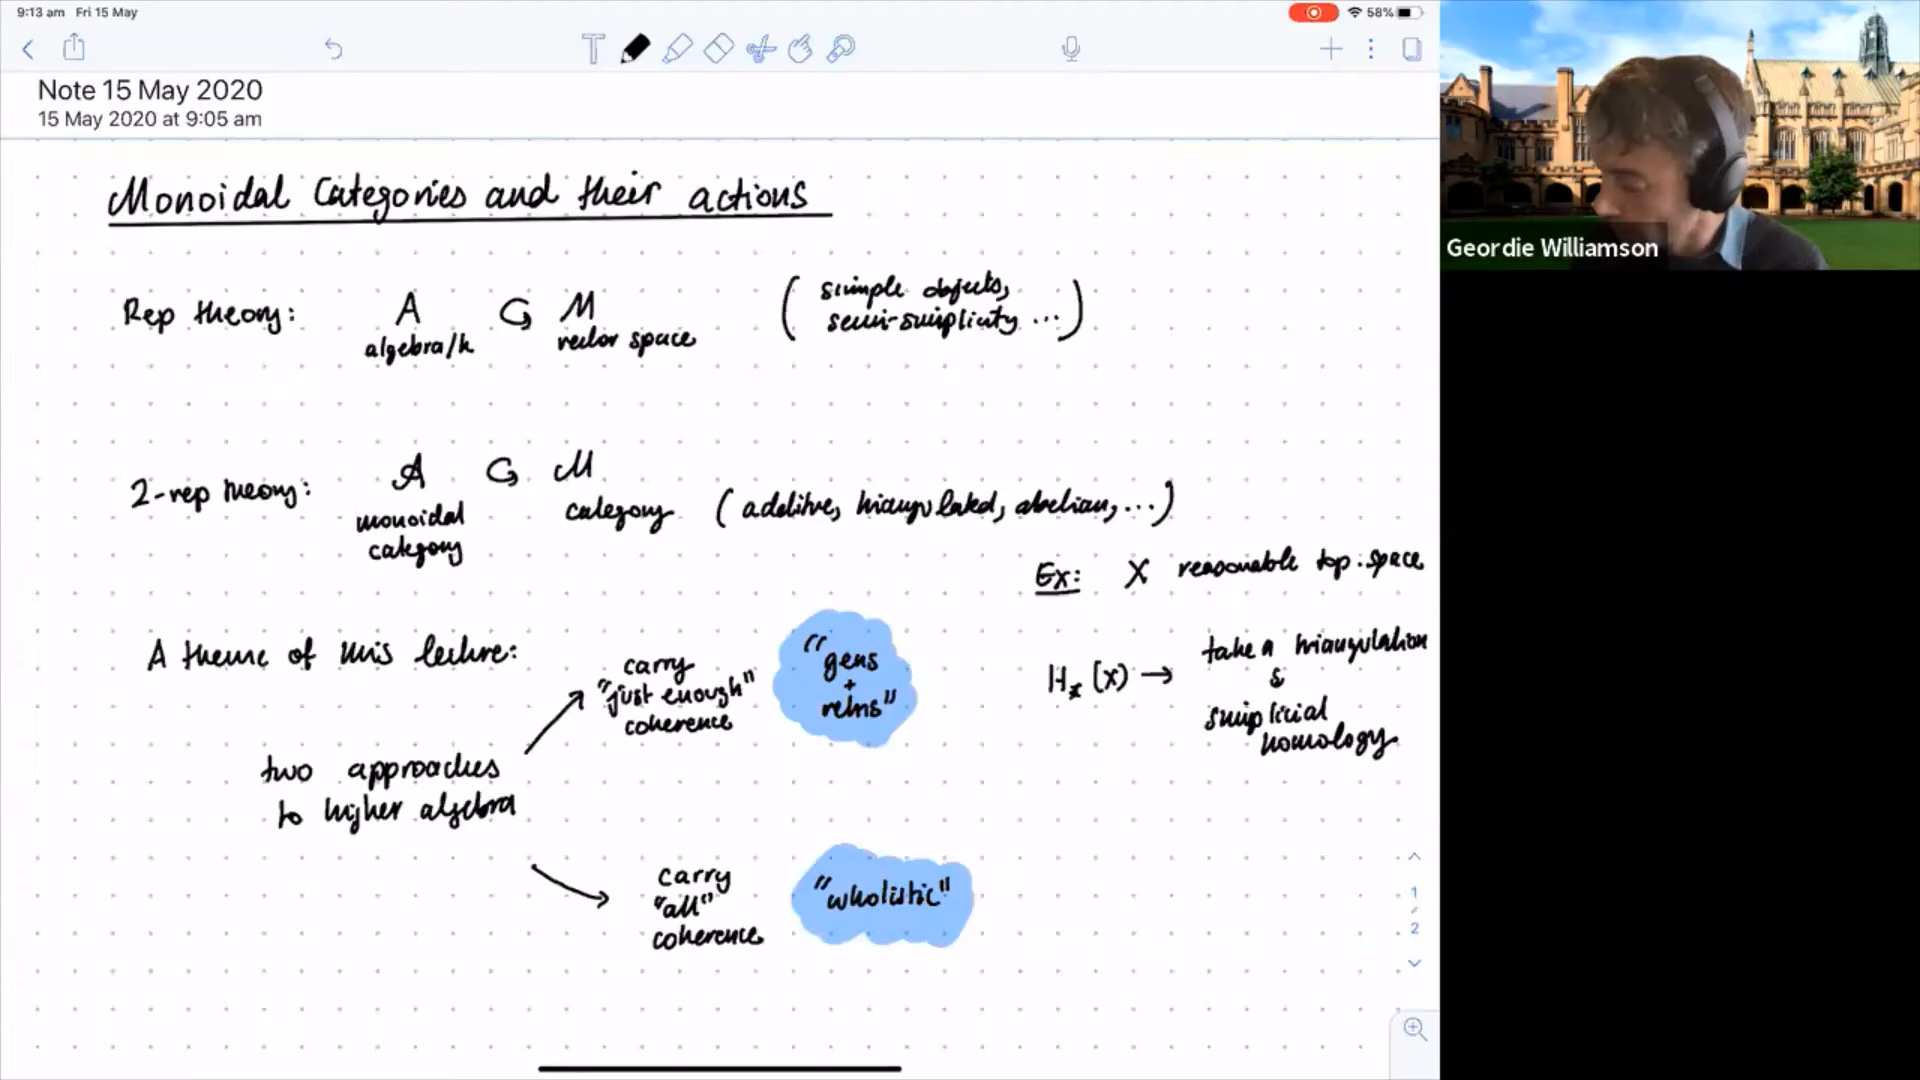 9:13 am Fri 15 May
58%
Note 15 May 2020
15 May 2020 at 9:05 am
Monoidal Categories and their actions
Rep theory: A M (simple objects, semi-simplicity ...)
algebra/k vector space
2-rep theory: A M
monoidal category category (additive, triangulated, abelian, ...)
Ex: X reasonable top. space
A theme of this lecture:
carry "just enough" coherence
"gens + relns"
H_*(X) → take a triangulation & simplicial homology
two approaches to higher algebra
carry "all" coherence
"wholistic"
1 / 2
Geordie Williamson